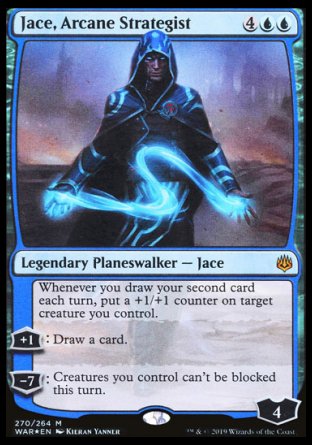 Jace, Arcane Strategist 4
Legendary Planeswalker — Jace
Whenever you draw your second card
each turn, put a +1/+1 counter on target
creature you control.
+1 : Draw a card.
-7 : Creatures you control can't be blocked
this turn.
4
270/264 M
WAR★EN KIERAN YANNER
™ & © 2019 Wizards of the Coast